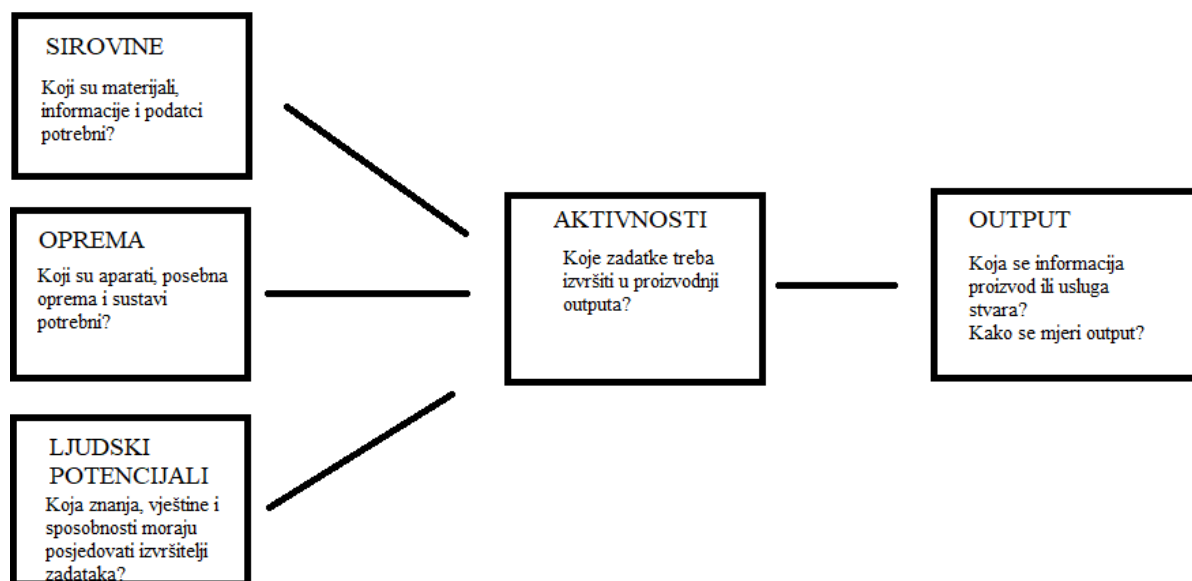 SIROVINE
Koji su materijali,
informacije i podatci
potrebni?
OPREMA
Koji su aparati, posebna
oprema i sustavi
potrebni?
LJUDSKI
POTENCIJALI
Koja znanja, vještine i
sposobnosti moraju
posjedovati izvršitelji
zadataka?
AKTIVNOSTI
Koje zadatke treba
izvršiti u proizvodnji
outputa?
OUTPUT
Koja se informacija
proizvod ili usluga
stvara?
Kako se mjeri output?